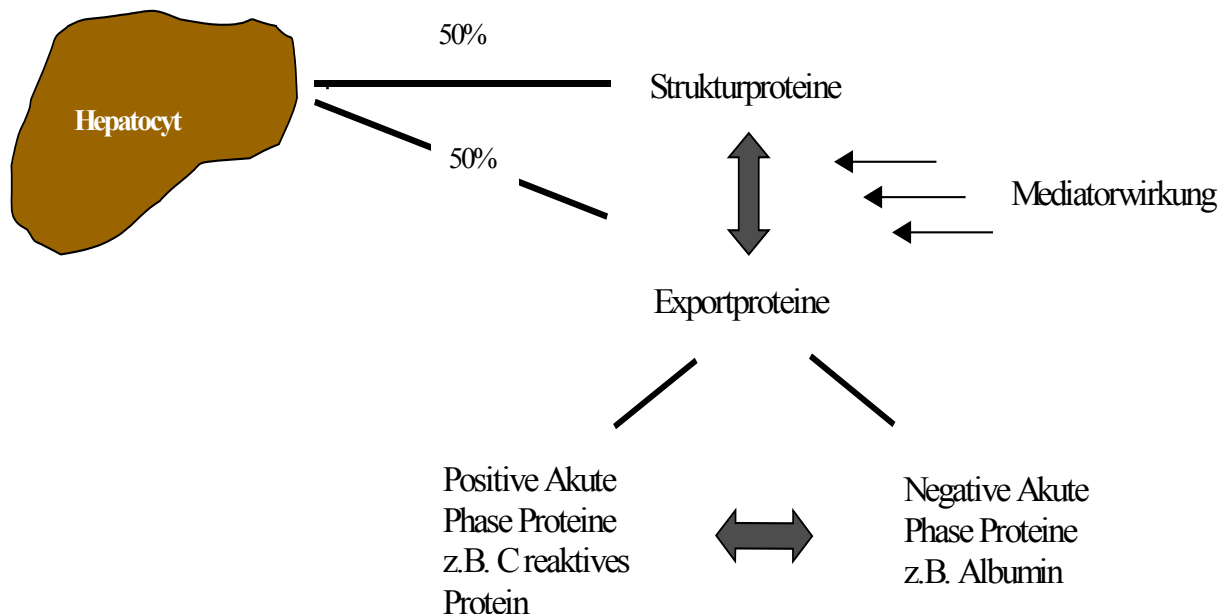 50%
Strukturproteine
Hepatocyt
50%
Mediatorwirkung
Exportproteine
Positive Akute
Phase Proteine
z.B. C reaktives
Protein
Negative Akute
Phase Proteine
z.B. Albumin